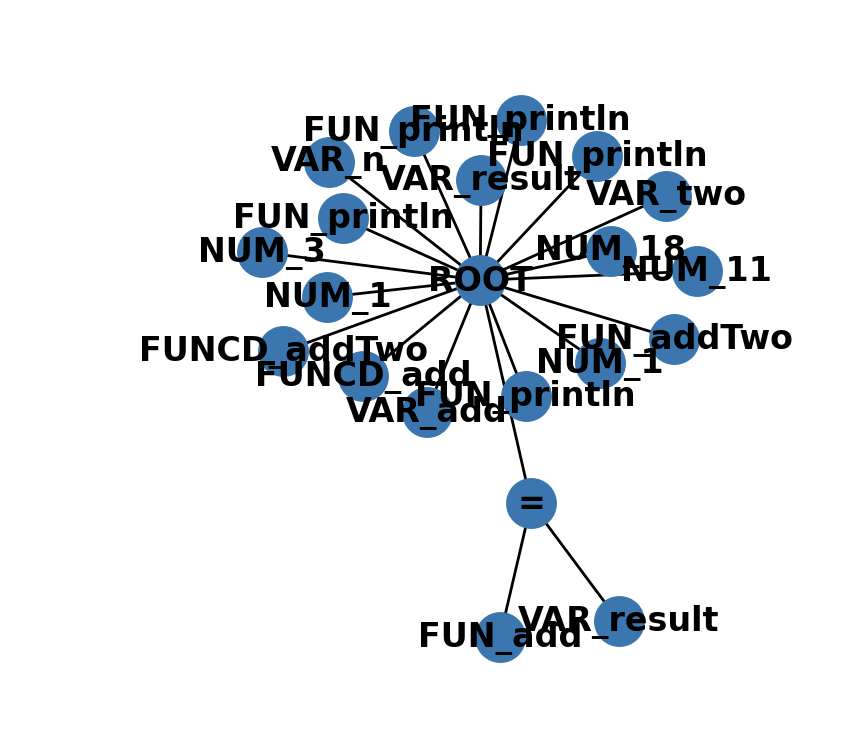 FUN_println
FUN_println
FUN_println
VAR_n
VAR_result
VAR_two
FUN_println
NUM_3
NUM_18
NUM_11
ROOT
NUM_1
FUN_addTwo
FUNCD_addTwo
NUM_1
FUNCD_add
FUN_println
VAR_add
=
VAR_result
FUN_add